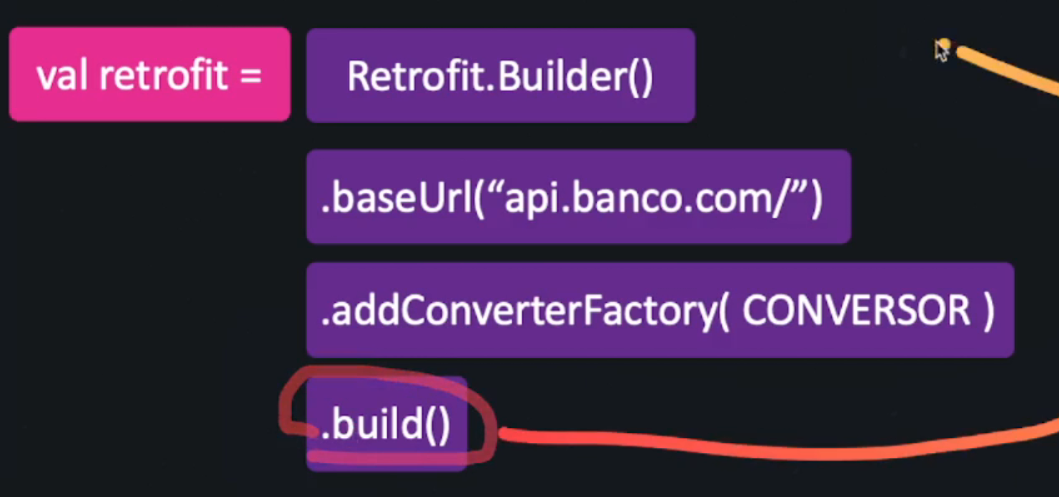 val retrofit = Retrofit.Builder()
.baseUrl(“api.banco.com/”)
.addConverterFactory( CONVERSOR )
.build()